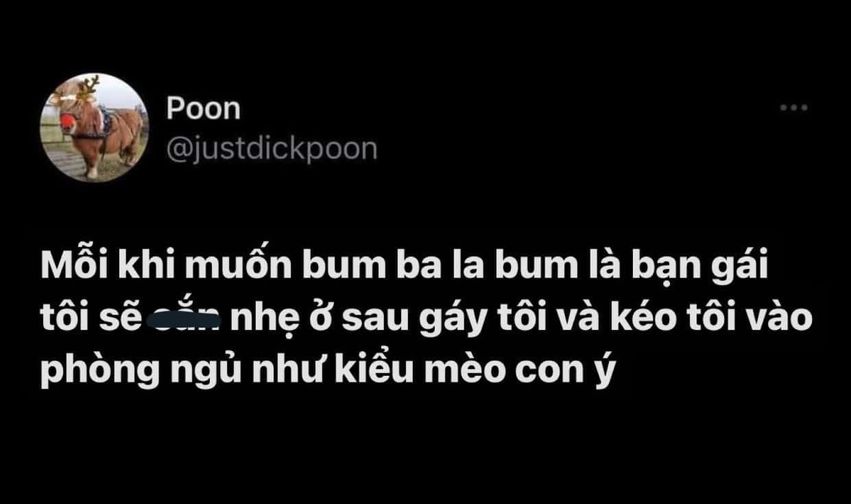 Poon
@justdickpoon
Mỗi khi muốn bum ba la bum là bạn gái
tôi sẽ nhẹ ở sau gáy tôi và kéo tôi vào
phòng ngủ như kiểu mèo con ý